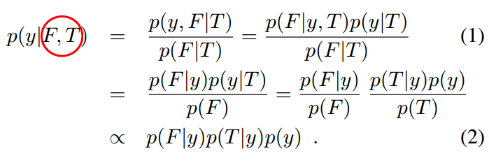 p(y|F,T) = p(y,F|T) / p(F|T) = p(F|y,T)p(y|T) / p(F|T) (1)
= p(F|y)p(y|T) / p(F) = p(F|y) / p(F) p(T|y)p(y) / p(T)
∝ p(F|y)p(T|y)p(y) . (2)